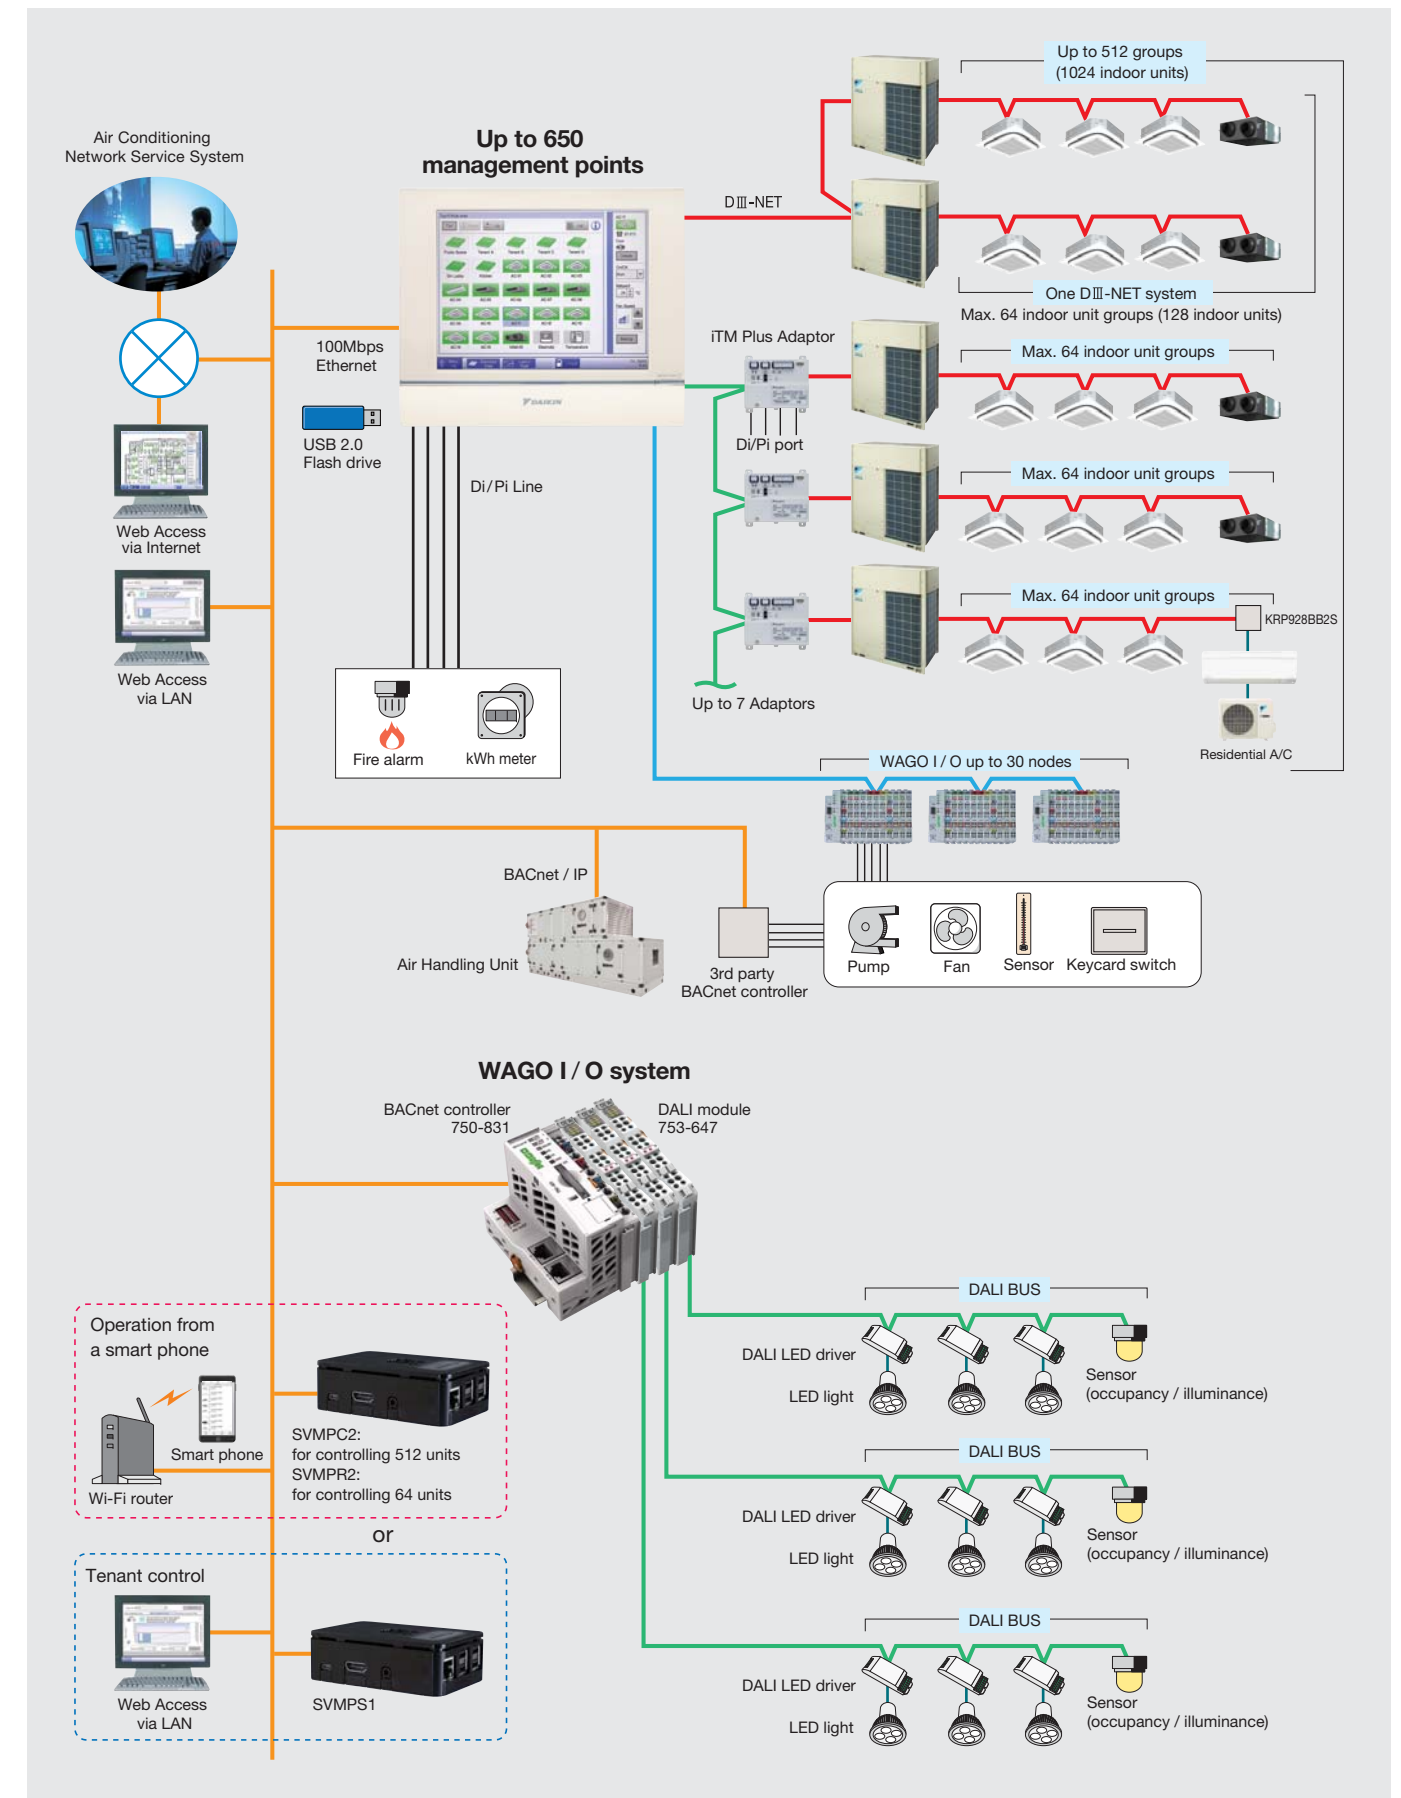 Up to 512 groups
(1024 indoor units)
Air Conditioning
Network Service System
Up to 650
management points
DIII-NET
One DIII-NET system
Max. 64 indoor unit groups (128 indoor units)
100Mbps
Ethernet
iTM Plus Adaptor
Max. 64 indoor unit groups
DAIKIN
USB 2.0
Flash drive
Di/Pi port
Di/Pi Line
Max. 64 indoor unit groups
Web Access
via Internet
Max. 64 indoor unit groups
KRP928BB2S
Web Access
via LAN
Up to 7 Adaptors
Residential A/C
Fire alarm
kWh meter
WAGO I / O up to 30 nodes
BACnet / IP
Air Handling Unit
3rd party
BACnet controller
Pump
Fan
Sensor
Keycard switch
WAGO I / O system
BACnet controller
750-831
DALI module
753-647
DALI BUS
DALI LED driver
LED light
Sensor
(occupancy / illuminance)
Operation from
a smart phone
Smart phone
Wi-Fi router
SVMPC2:
for controlling 512 units
SVMPR2:
for controlling 64 units
DALI BUS
DALI LED driver
LED light
Sensor
(occupancy / illuminance)
or
Tenant control
Web Access
via LAN
SVMPS1
DALI BUS
DALI LED driver
LED light
Sensor
(occupancy / illuminance)